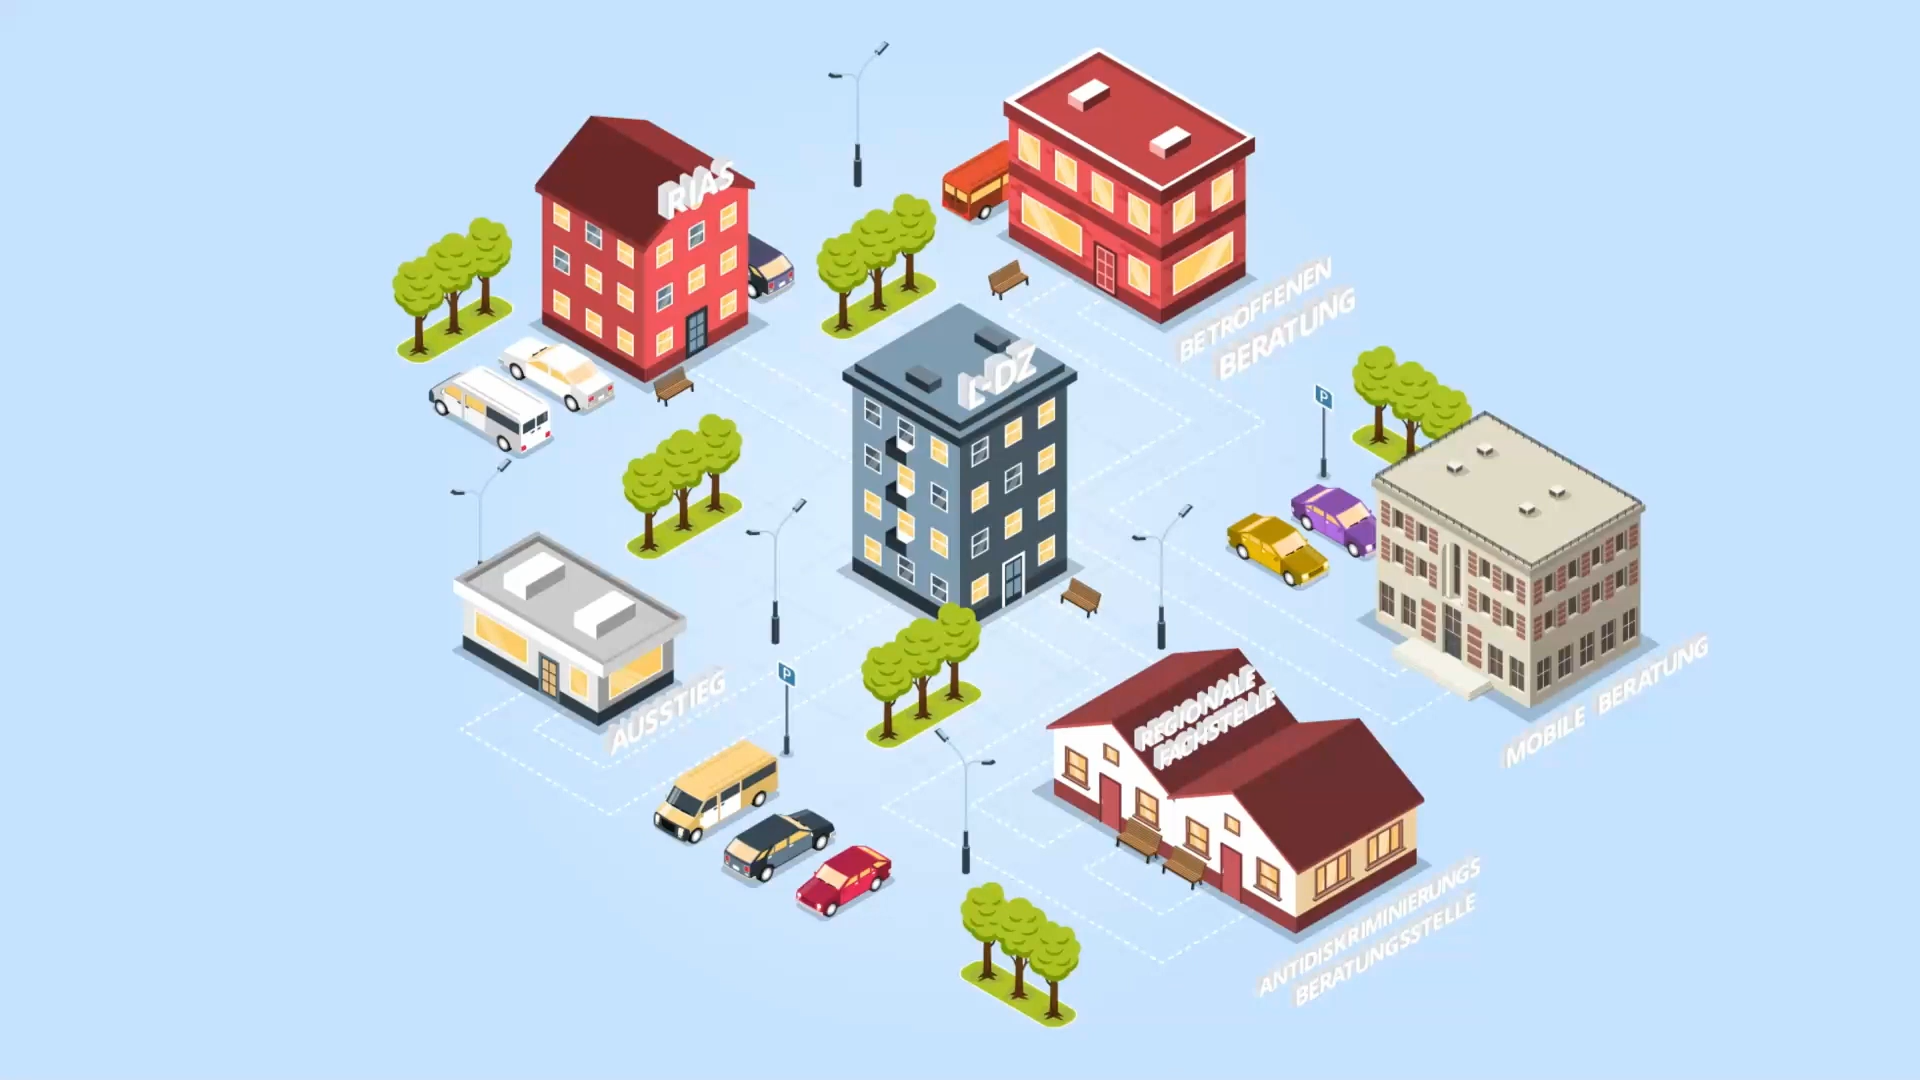 RIAS
BETROFFENEN
BERATUNG
L-DZ
P
P
AUSSTIEG
REGIONALE
FACHSTELLE
MOBILE BERATUNG
ANTIDISKRIMINIERUNGS
BERATUNGSSTELLE